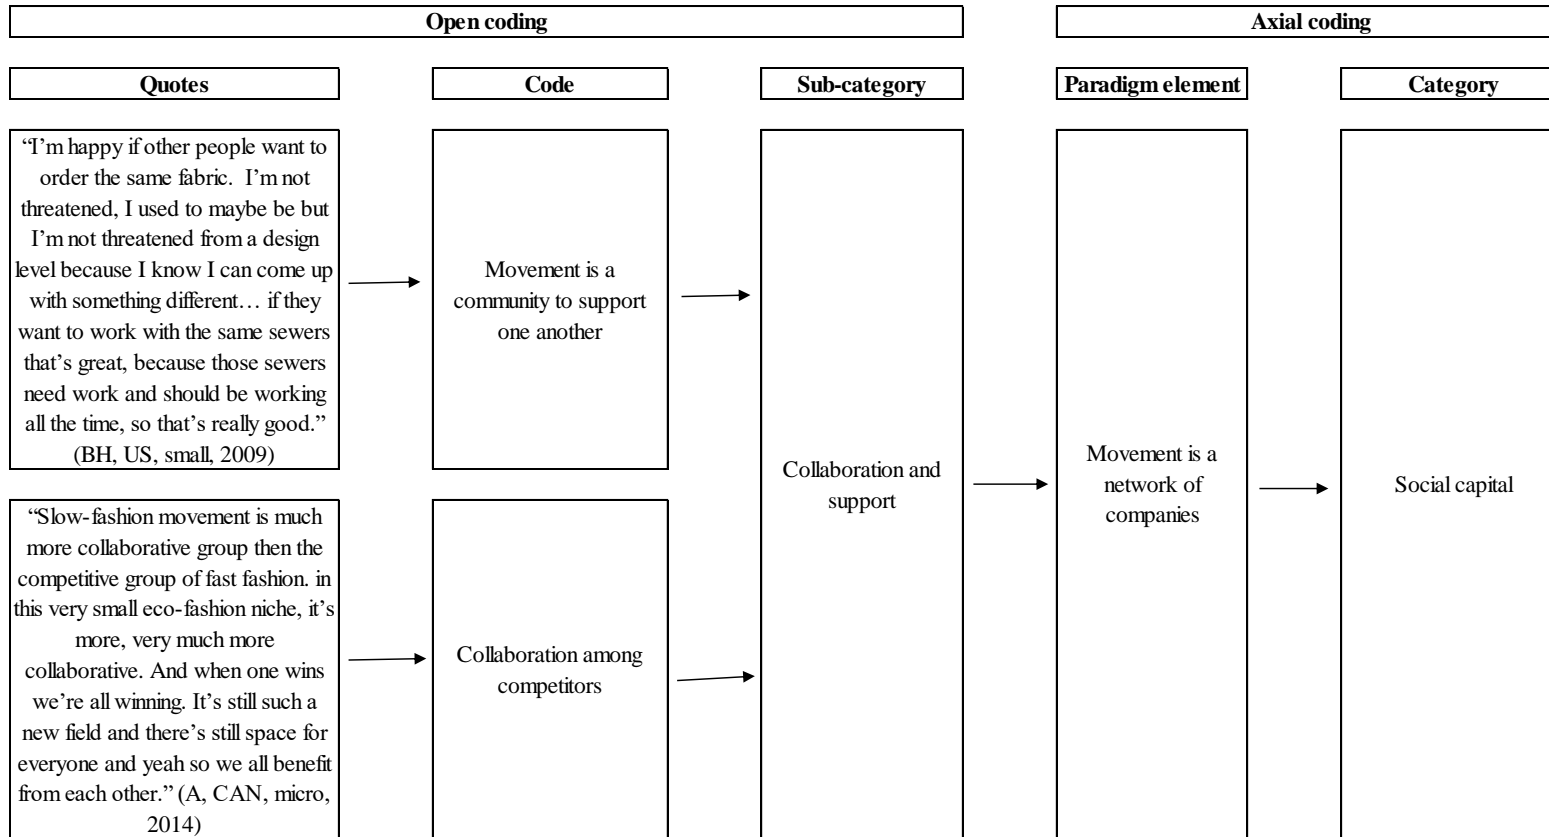 Open coding
Axial coding
Quotes
Code
Sub-category
Paradigm element
Category
“I’m happy if other people want to
order the same fabric.  I’m not
threatened, I used to maybe be but
I’m not threatened from a design
level because I know I can come up
with something different… if they
want to work with the same sewers
that’s great, because those sewers
need work and should be working
all the time, so that’s really good.”
(BH, US, small, 2009)
Movement is a
community to support
one another
“Slow-fashion movement is much
more collaborative group then the
competitive group of fast fashion. in
this very small eco-fashion niche, it’s
more, very much more
collaborative. And when one wins
we’re all winning. It’s still such a
new field and there’s still space for
everyone and yeah so we all benefit
from each other.” (A, CAN, micro,
2014)
Collaboration among
competitors
Collaboration and
support
Movement is a
network of
companies
Social capital